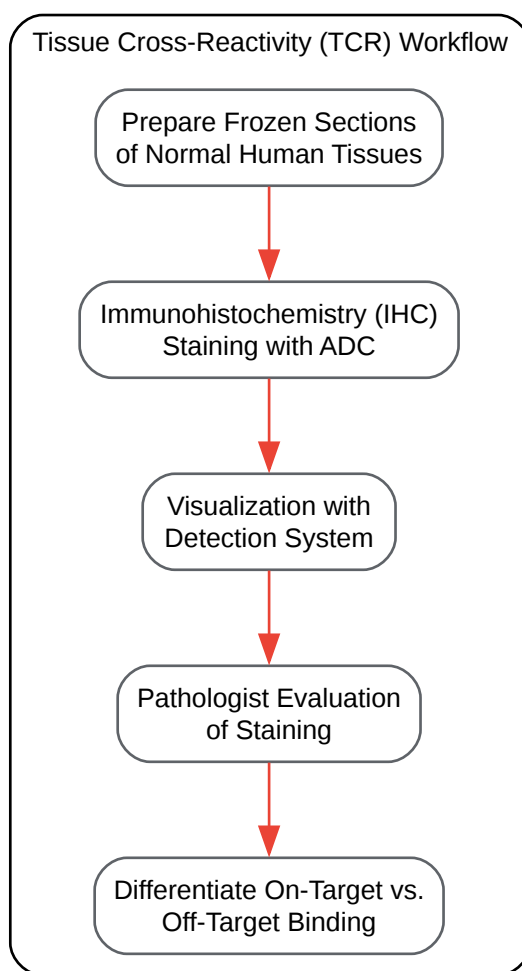 Tissue Cross-Reactivity (TCR) Workflow
Prepare Frozen Sections
of Normal Human Tissues
Immunohistochemistry (IHC)
Staining with ADC
Visualization with
Detection System
Pathologist Evaluation
of Staining
Differentiate On-Target vs.
Off-Target Binding